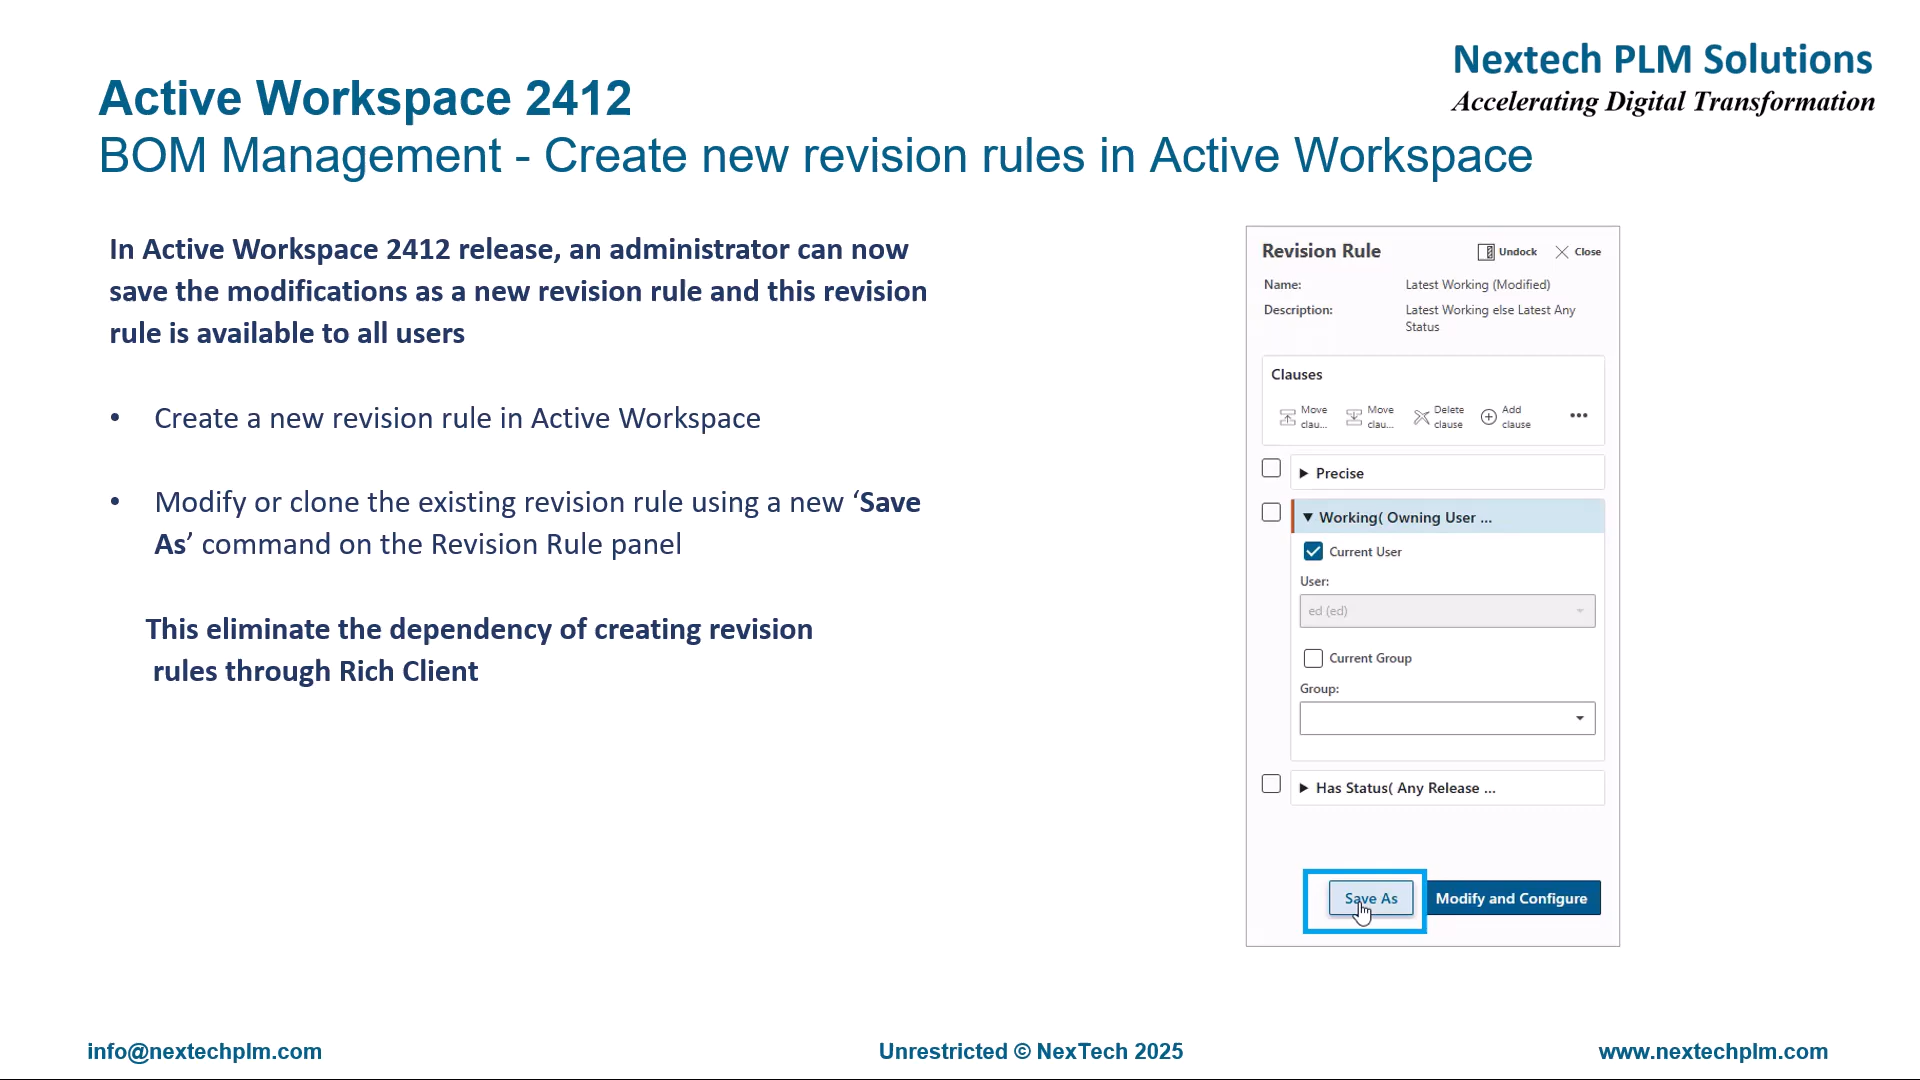 Nextech PLM Solutions
Accelerating Digital Transformation
Active Workspace 2412
BOM Management - Create new revision rules in Active Workspace
In Active Workspace 2412 release, an administrator can now
save the modifications as a new revision rule and this revision
rule is available to all users
• Create a new revision rule in Active Workspace
• Modify or clone the existing revision rule using a new ‘Save
As’ command on the Revision Rule panel
This eliminate the dependency of creating revision
rules through Rich Client
Revision Rule Undock Close
Name: Latest Working (Modified)
Description: Latest Working else Latest Any
Status
Clauses
Move Move Delete Add
clau... clau... clause clause •••
Precise
Working( Owning User ...
Current User
User:
ed (ed)
Current Group
Group:
Has Status( Any Release ...
Save As Modify and Configure
info@nextechplm.com Unrestricted © NexTech 2025 www.nextechplm.com